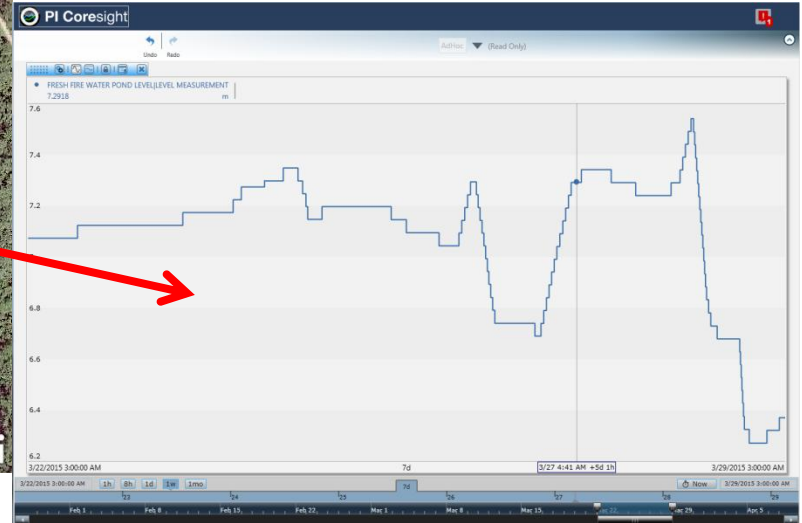 PI Coresight
Undo Redo
AdHoc (Read Only)
FRESH FIRE WATER POND LEVEL|LEVEL MEASUREMENT
7.2918 m
7.6
7.4
7.2
6.8
6.6
6.4
6.2
3/22/2015 3:00:00 AM 7d 3/27 4:41 AM +5d 1h 3/29/2015 3:00:00 AM
3/22/2015 3:00:00 AM 1h 8h 1d 1w 1mo 7d Now 3/29/2015 3:00:00 AM
23 24 25 26 27 28 29
Feb 1 Feb 8 Feb 15, Feb 22, Mar 1 Mar 8 Mar 15, Mar 22, Mar 29, Apr 5